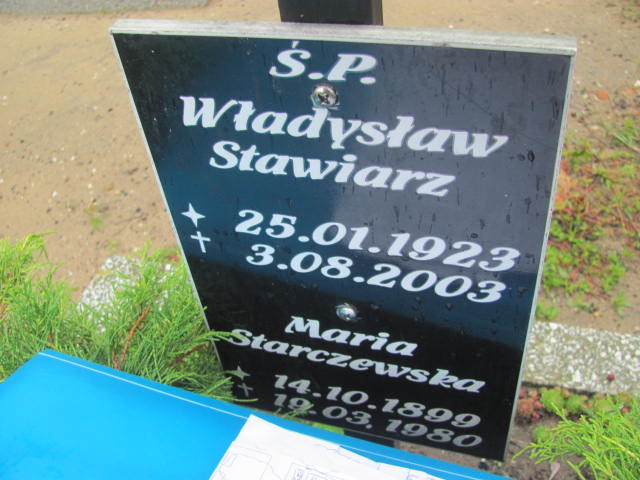 Ś.P.
Władysław
Stawiarz
25.01.1923
3.08.2003
Maria
Starczewska
14.10.1899
19.03.1980